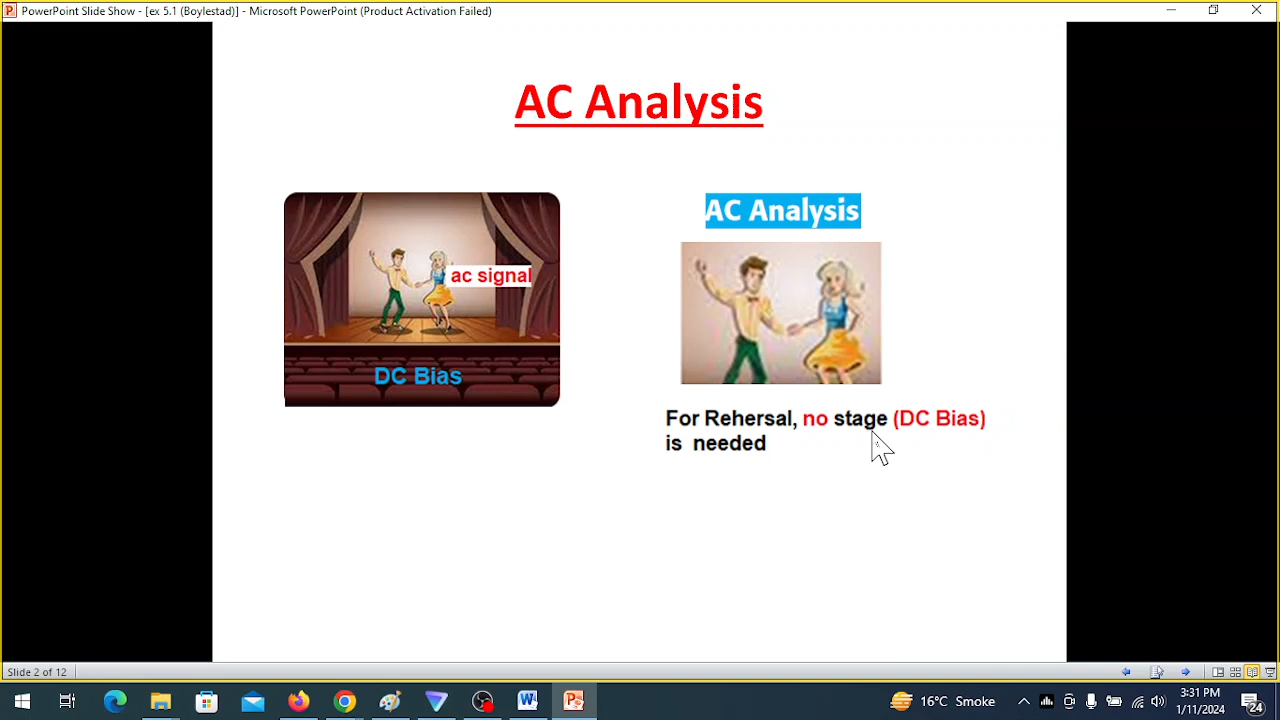 PowerPoint Slide Show - [ex 5.1 (Boylestad)] - Microsoft PowerPoint (Product Activation Failed)
AC Analysis
ac signal
DC Bias
AC Analysis
For Rehersal, no stage (DC Bias)
is needed
Slide 2 of 12
16°C Smoke
3:31 PM
1/11/2024
24